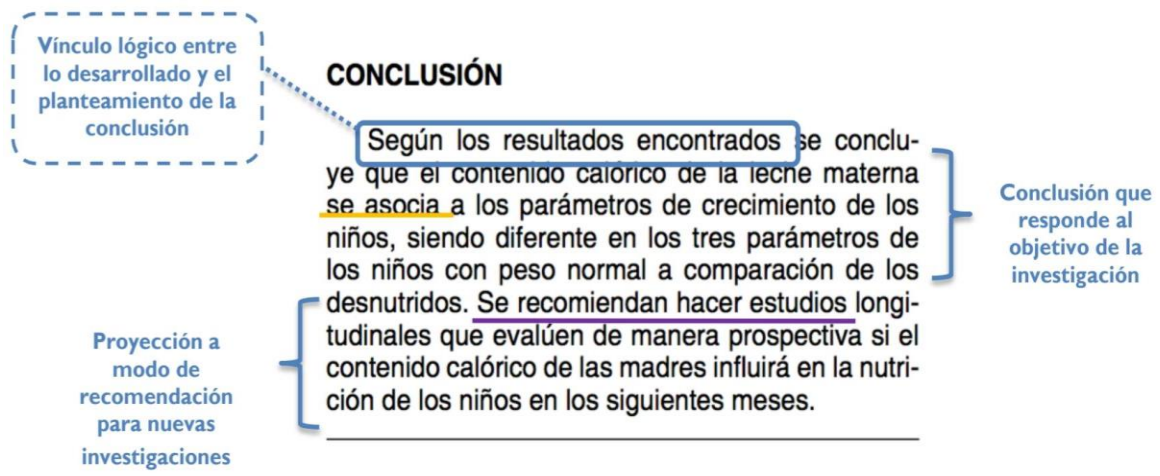 Vínculo lógico entre
lo desarrollado y el
planteamiento de la
conclusión
CONCLUSIÓN
Según los resultados encontrados se conclu-
ye que el contenido calórico de la leche materna
se asocia a los parámetros de crecimiento de los
niños, siendo diferente en los tres parámetros de
los niños con peso normal a comparación de los
desnutridos. Se recomiendan hacer estudios longi-
tudinales que evalúen de manera prospectiva si el
contenido calórico de las madres influirá en la nutri-
ción de los niños en los siguientes meses.
Conclusión que
responde al
objetivo de la
investigación
Proyección a
modo de
recomendación
para nuevas
investigaciones